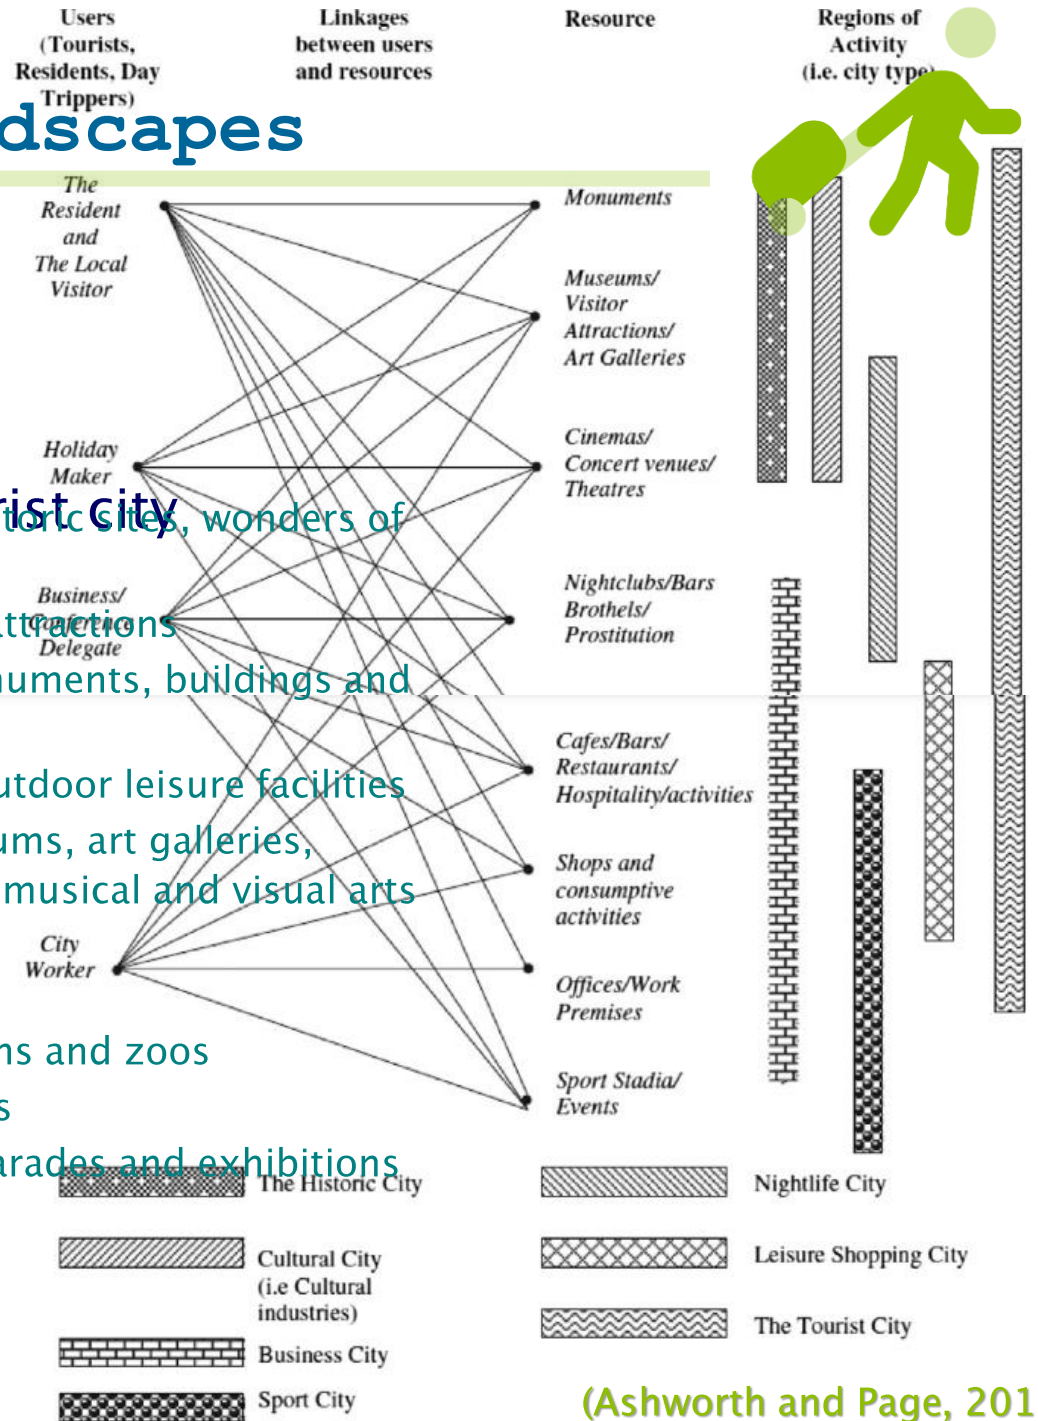 Users
(Tourists,
Residents, Day
Trippers)
Linkages
between users
and resources
Resource
Regions of
Activity
(i.e. city type)
dscapes
The
Resident
and
The Local
Visitor
Monuments
Museums/
Visitor
Attractions/
Art Galleries
Holiday
Maker
Cinemas/
Concert venues/
Theatres
rist city
toric sites, wonders of
Business/
Conference
Delegate
Nightclubs/Bars
Brothels/
Prostitution
attractions
numents, buildings and
Cafes/Bars/
Restaurants/
Hospitality/activities
utdoor leisure facilities
ums, art galleries,
musical and visual arts
Shops and
consumptive
activities
City
Worker
Offices/Work
Premises
ns and zoos
Sport Stadia/
Events
s
arades and exhibitions
The Historic City
Cultural City
(i.e Cultural
industries)
Business City
Sport City
Nightlife City
Leisure Shopping City
The Tourist City
(Ashworth and Page, 201